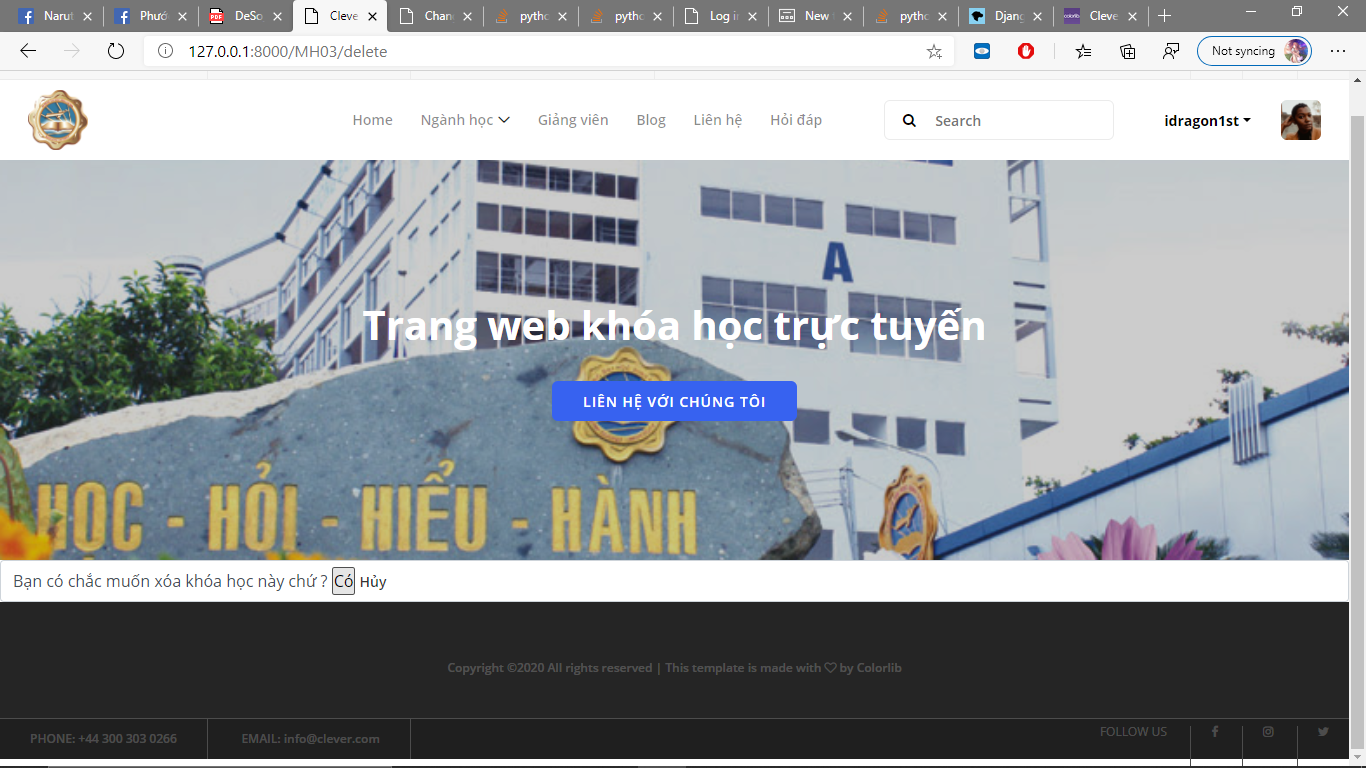 Narut
Phướ
DeSo
Cleve
Chan
pytho
pytho
Log in
New
pytho
Djang
Cleve
127.0.0.1:8000/MH03/delete
Not syncing
Home
Ngành học
Giảng viên
Blog
Liên hệ
Hỏi đáp
Search
idragon1st
A
Trang web khóa học trực tuyến
LIÊN HỆ VỚI CHÚNG TÔI
HỌC - HỎI - HIỂU - HÀNH
Bạn có chắc muốn xóa khóa học này chứ ? Có Hủy
Copyright ©2020 All rights reserved | This template is made with ♡ by Colorlib
PHONE: +44 300 303 0266
EMAIL: info@clever.com
FOLLOW US